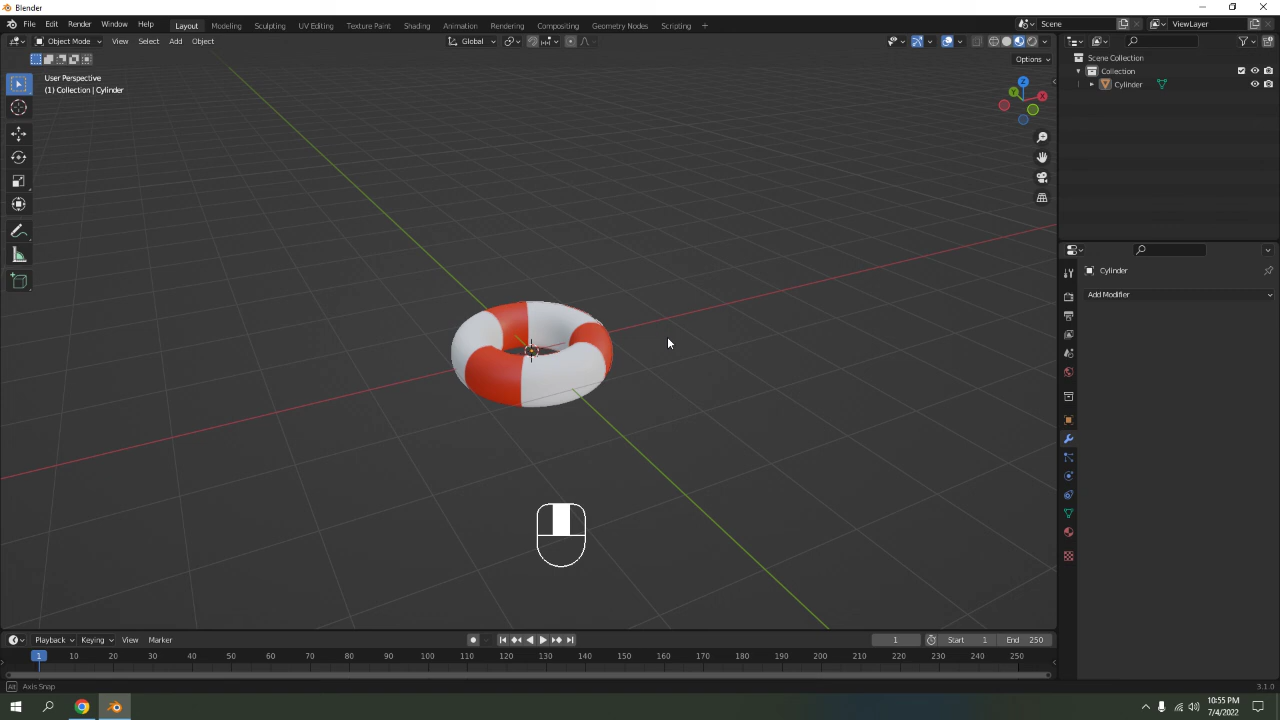 Blender
File Edit Render Window Help Layout Modeling Sculpting UV Editing Texture Paint Shading Animation Rendering Compositing Geometry Nodes Scripting + Scene ViewLayer
Object Mode View Select Add Object Global
Options
User Perspective
(1) Collection | Cylinder
Z
Y
X
Scene Collection
Collection
Cylinder
Cylinder
Add Modifier
Playback Keying View Marker 1 Start 1 End 250
1 10 20 30 40 50 60 70 80 90 100 110 120 130 140 150 160 170 180 190 200 210 220 230 240 250
Alt Axis Snap 3.1.0
10:55 PM
7/4/2022